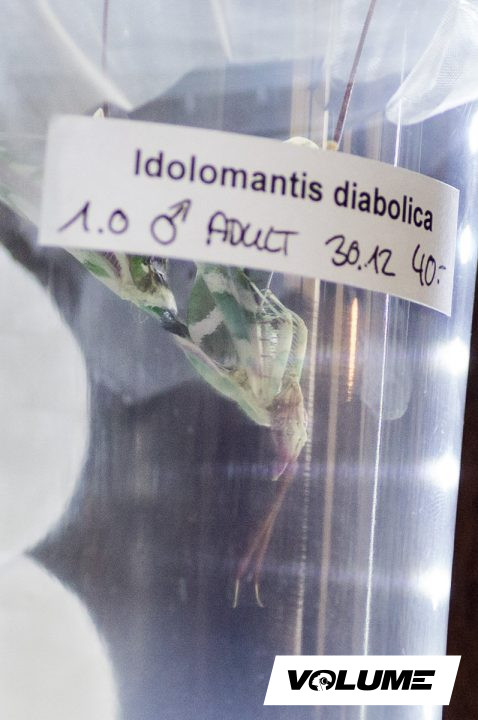 Idolomantis diabolica
1.0 ♂ ADULT 30.12 40.-
VOLUME